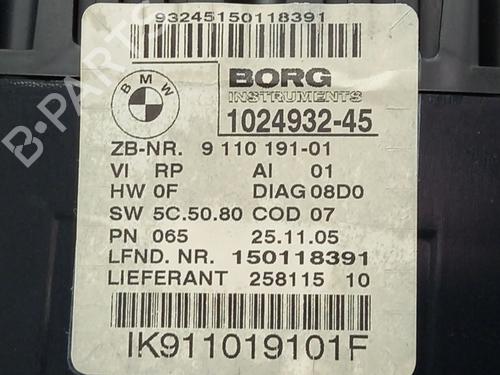 93245150118391
BMW
BORG
INSTRUMENTS
1024932-45
ZB-NR. 9 110 191-01
VI RP AI 01
HW 0F DIAG 08D0
SW 5C.50.80 COD 07
PN 065 25.11.05
LFND. NR. 150118391
LIEFERANT 258115 10
IK911019101F
B-PARTS